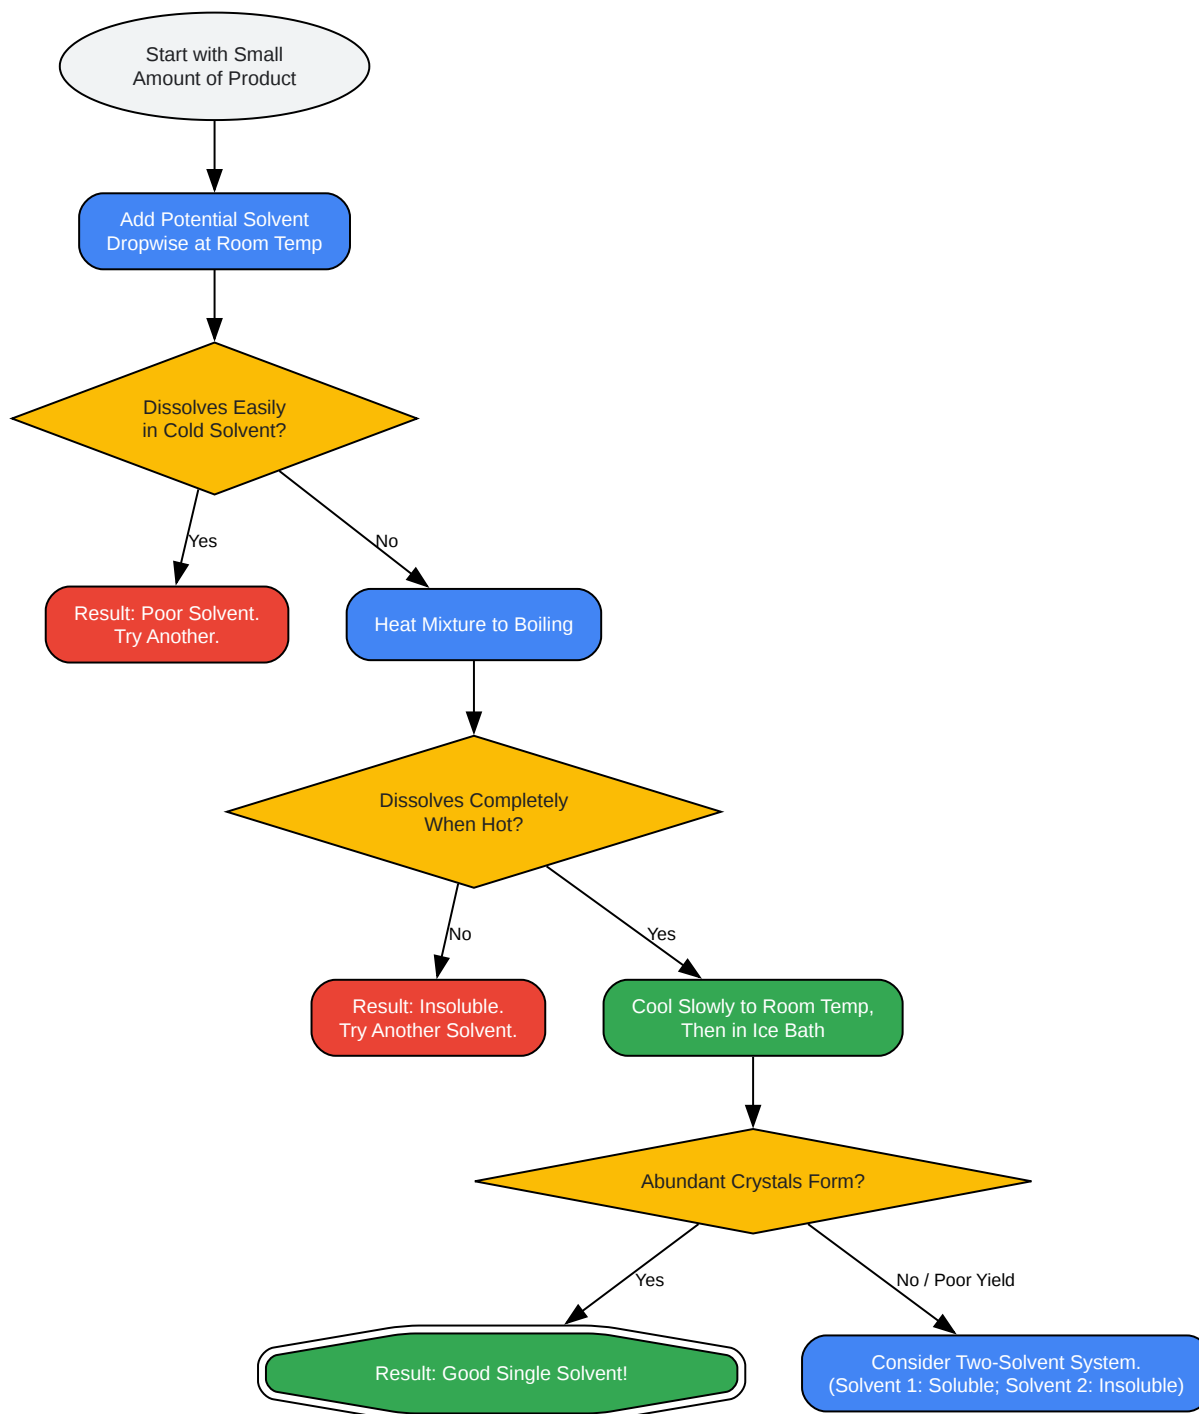 Start with Small
Amount of Product
Add Potential Solvent
Dropwise at Room Temp
Dissolves Easily
in Cold Solvent?
Yes
No
Result: Poor Solvent.
Try Another.
Heat Mixture to Boiling
Dissolves Completely
When Hot?
No
Yes
Result: Insoluble.
Try Another Solvent.
Cool Slowly to Room Temp,
Then in Ice Bath
Abundant Crystals Form?
Yes
No / Poor Yield
Result: Good Single Solvent!
Consider Two-Solvent System.
(Solvent 1: Soluble; Solvent 2: Insoluble)